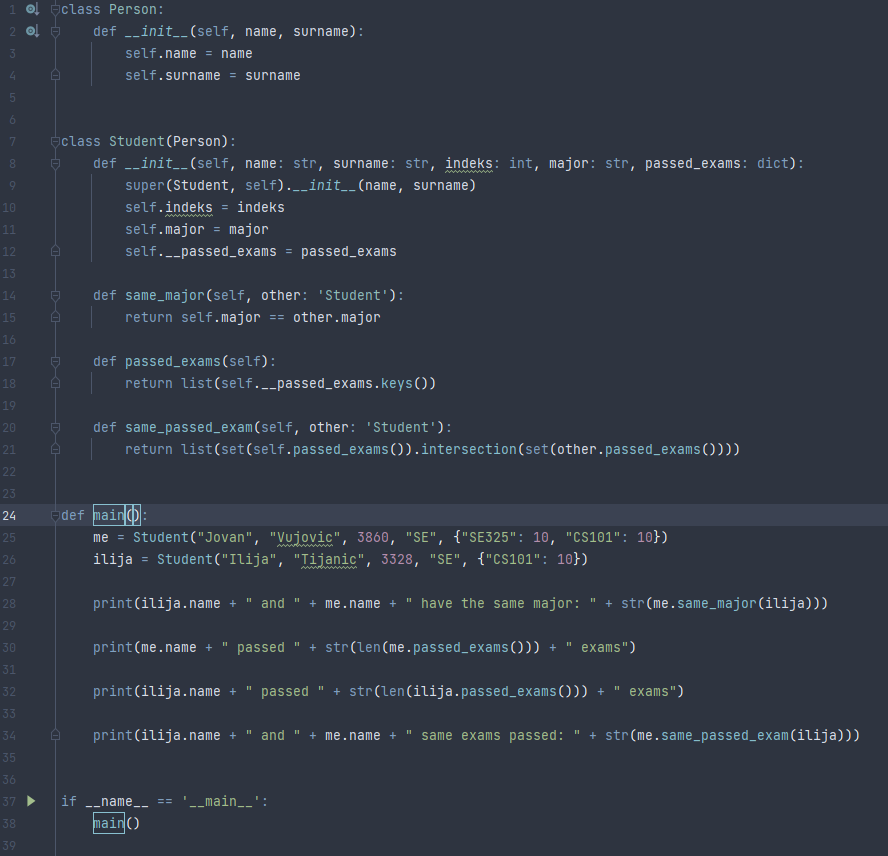 1 class Person:
2     def __init__(self, name, surname):
3         self.name = name
4         self.surname = surname
5
6
7 class Student(Person):
8     def __init__(self, name: str, surname: str, indeks: int, major: str, passed_exams: dict):
9         super(Student, self).__init__(name, surname)
10         self.indeks = indeks
11         self.major = major
12         self.__passed_exams = passed_exams
13
14     def same_major(self, other: 'Student'):
15         return self.major == other.major
16
17     def passed_exams(self):
18         return list(self.__passed_exams.keys())
19
20     def same_passed_exam(self, other: 'Student'):
21         return list(set(self.passed_exams()).intersection(set(other.passed_exams())))
22
23
24 def main():
25     me = Student("Jovan", "Vujovic", 3860, "SE", {"SE325": 10, "CS101": 10})
26     ilija = Student("Ilija", "Tijanic", 3328, "SE", {"CS101": 10})
27
28     print(ilija.name + " and " + me.name + " have the same major: " + str(me.same_major(ilija)))
29
30     print(me.name + " passed " + str(len(me.passed_exams())) + " exams")
31
32     print(ilija.name + " passed " + str(len(ilija.passed_exams())) + " exams")
33
34     print(ilija.name + " and " + me.name + " same exams passed: " + str(me.same_passed_exam(ilija)))
35
36
37 if __name__ == '__main__':
38     main()
39